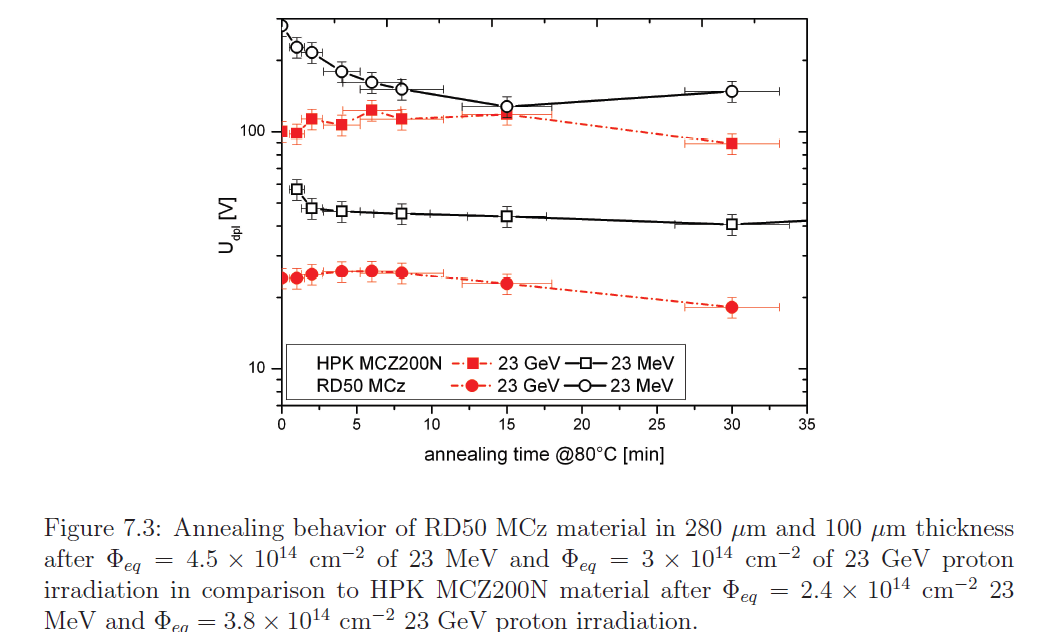 100
10
U_dpl [V]
HPK MCZ200N 23 GeV 23 MeV
RD50 MCz 23 GeV 23 MeV
0 5 10 15 20 25 30 35
annealing time @80°C [min]
Figure 7.3: Annealing behavior of RD50 MCz material in 280 μm and 100 μm thickness
after Φ_eq = 4.5 × 10^14 cm^−2 of 23 MeV and Φ_eq = 3 × 10^14 cm^−2 of 23 GeV proton
irradiation in comparison to HPK MCZ200N material after Φ_eq = 2.4 × 10^14 cm^−2 23
MeV and Φ_eq = 3.8 × 10^14 cm^−2 23 GeV proton irradiation.